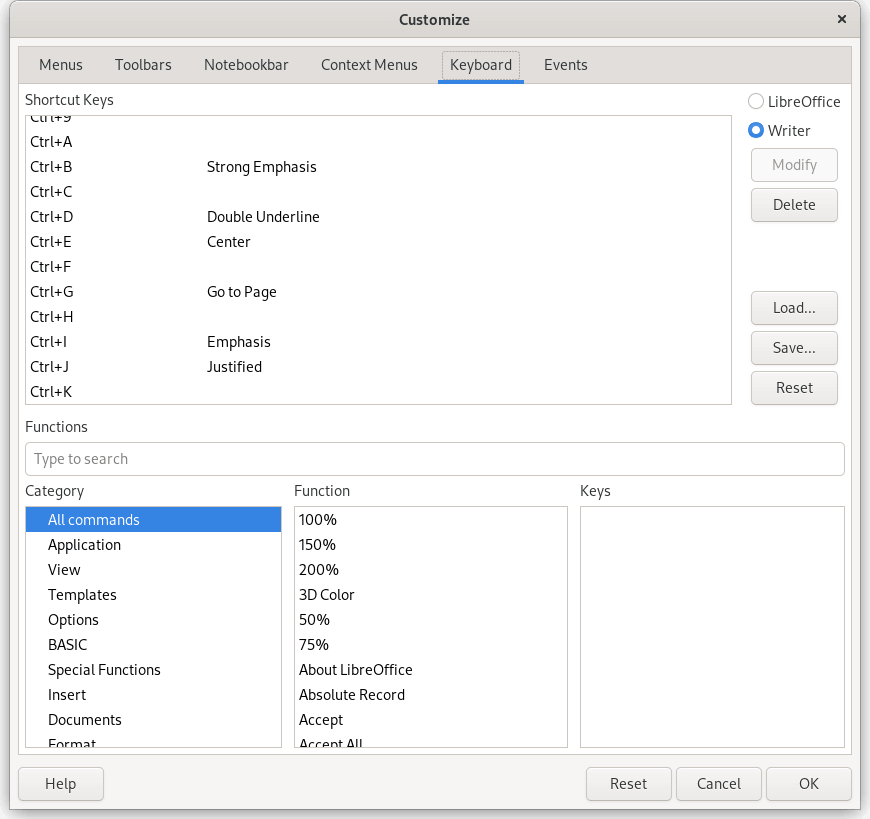 Customize
Menus Toolbars Notebookbar Context Menus Keyboard Events
Shortcut Keys
LibreOffice
Writer
Modify
Delete
Load...
Save...
Reset
Ctrl+9
Ctrl+A
Ctrl+B Strong Emphasis
Ctrl+C
Ctrl+D Double Underline
Ctrl+E Center
Ctrl+F
Ctrl+G Go to Page
Ctrl+H
Ctrl+I Emphasis
Ctrl+J Justified
Ctrl+K
Functions
Type to search
Category
All commands
Application
View
Templates
Options
BASIC
Special Functions
Insert
Documents
Format
Function
100%
150%
200%
3D Color
50%
75%
About LibreOffice
Absolute Record
Accept
Accept All
Keys
Help Reset Cancel OK